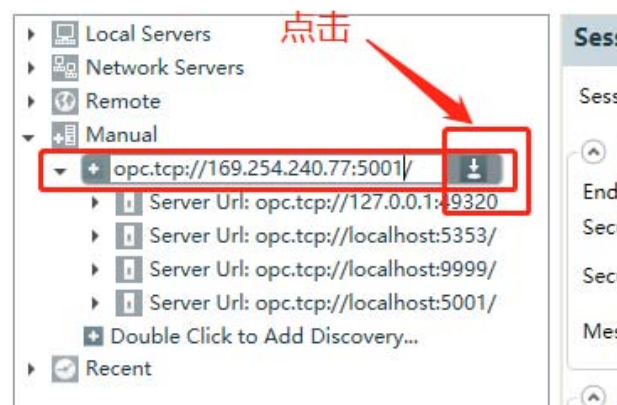 点击
Local Servers
Network Servers
Remote
Manual
opc.tcp://169.254.240.77:5001/
Server Url: opc.tcp://127.0.0.1:49320
Server Url: opc.tcp://localhost:5353/
Server Url: opc.tcp://localhost:9999/
Server Url: opc.tcp://localhost:5001/
Double Click to Add Discovery...
Recent
Sess
Sess
End
Secu
Secu
Mes